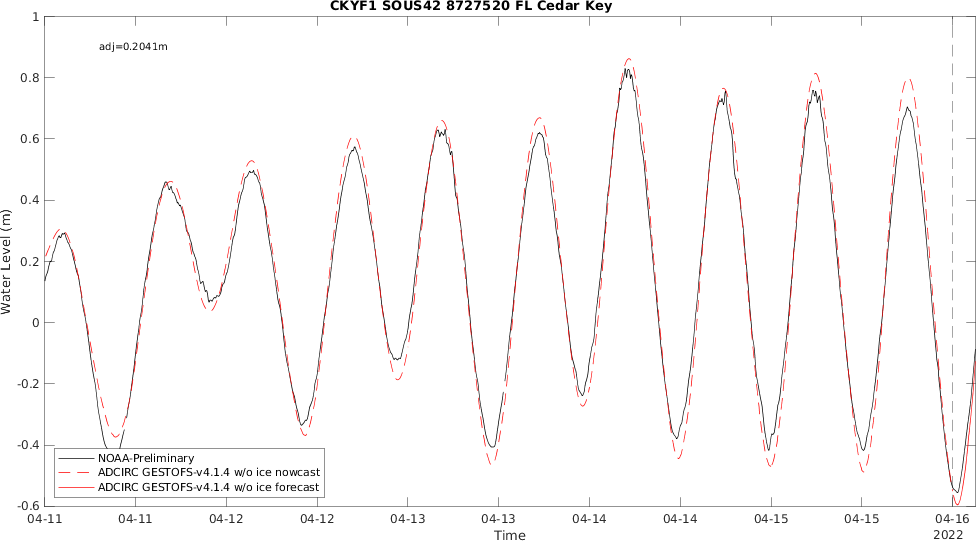 CKYF1 SOUS42 8727520 FL Cedar Key
adj=0.2041m
1
0.8
0.6
0.4
0.2
0
-0.2
-0.4
-0.6
Water Level (m)
NOAA-Preliminary
ADCIRC GESTOFS-v4.1.4 w/o ice nowcast
ADCIRC GESTOFS-v4.1.4 w/o ice forecast
04-11 04-11 04-12 04-12 04-13 04-13 04-14 04-14 04-15 04-15 04-16
Time
2022